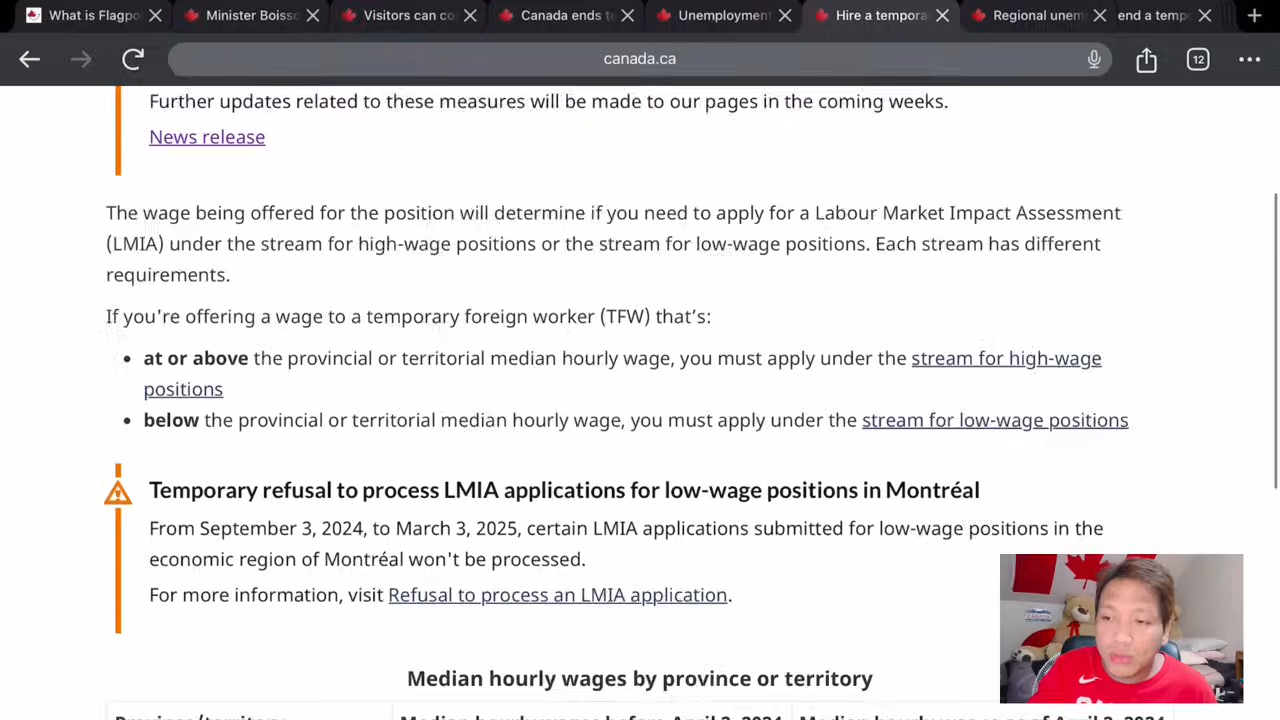 What is Flagpo
Minister Boisso
Visitors can co
Canada ends te
Unemployment
Hire a tempora
Regional unem
end a temp
canada.ca
12
Further updates related to these measures will be made to our pages in the coming weeks.
News release
The wage being offered for the position will determine if you need to apply for a Labour Market Impact Assessment
(LMIA) under the stream for high-wage positions or the stream for low-wage positions. Each stream has different
requirements.
If you're offering a wage to a temporary foreign worker (TFW) that's:
• at or above the provincial or territorial median hourly wage, you must apply under the stream for high-wage
positions
• below the provincial or territorial median hourly wage, you must apply under the stream for low-wage positions
Temporary refusal to process LMIA applications for low-wage positions in Montréal
From September 3, 2024, to March 3, 2025, certain LMIA applications submitted for low-wage positions in the
economic region of Montréal won't be processed.
For more information, visit Refusal to process an LMIA application.
Median hourly wages by province or territory
Province/territory Median hourly wages before April 2, 2024 Median hourly wages as of April 2, 2024